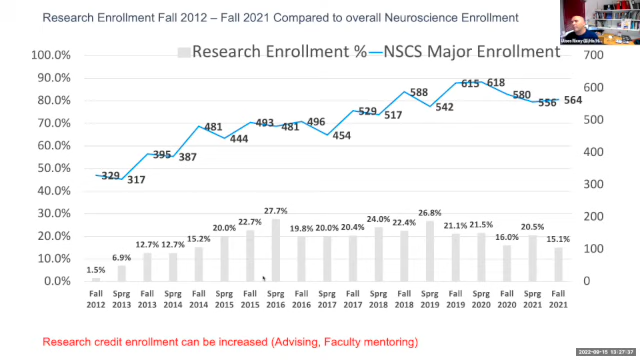 Research Enrollment Fall 2012 – Fall 2021 Compared to overall Neuroscience Enrollment
Research Enrollment % NSCS Major Enrollment
100.0% 700
90.0%
80.0% 600
70.0% 500
60.0% 400
50.0%
40.0% 300
30.0% 200
20.0%
10.0% 100
0.0% 0
329 317 395 387 481 444 493 481 496 454 529 517 588 542 615 618 580 556 564
1.5% 6.9% 12.7% 12.7% 15.2% 20.0% 22.7% 27.7% 19.8% 20.0% 20.4% 24.0% 22.4% 26.8% 21.1% 21.5% 16.0% 20.5% 15.1%
Fall Sprg Fall Sprg Fall Sprg Fall Sprg Fall Sprg Fall Sprg Fall Sprg Fall Sprg Fall Sprg Fall
2012 2013 2013 2014 2014 2015 2015 2016 2016 2017 2017 2018 2018 2019 2019 2020 2020 2021 2021
Research credit enrollment can be increased (Advising, Faculty mentoring)
2022-09-15 13:27:37